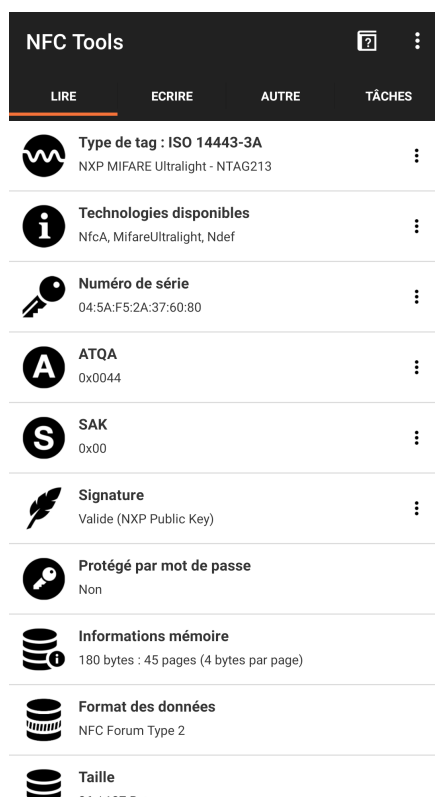 NFC Tools
LIRE
ECRIRE
AUTRE
TÂCHES
Type de tag : ISO 14443-3A
NXP MIFARE Ultralight - NTAG213
Technologies disponibles
NfcA, MifareUltralight, Ndef
Numéro de série
04:5A:F5:2A:37:60:80
A
ATQA
0x0044
S
SAK
0x00
Signature
Valide (NXP Public Key)
Protégé par mot de passe
Non
Informations mémoire
180 bytes : 45 pages (4 bytes par page)
Format des données
NFC Forum Type 2
Taille